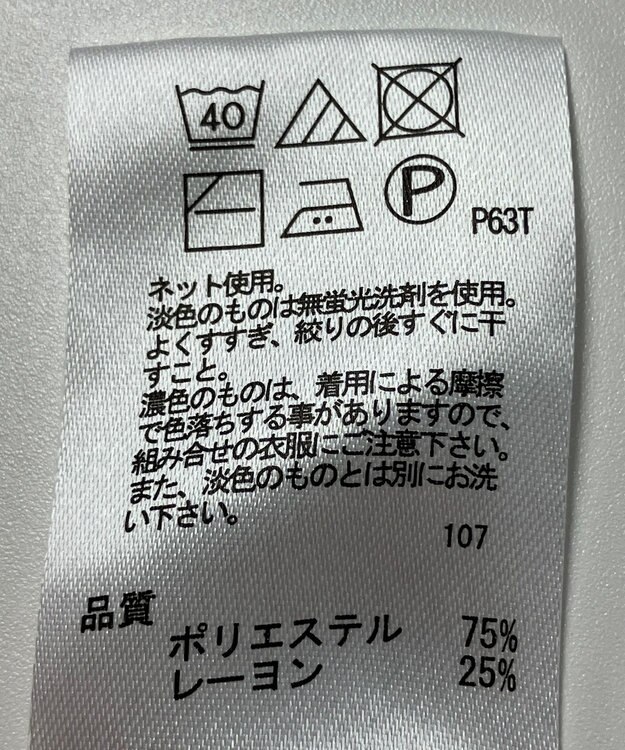 40
P
P63T
ネット使用。
淡色のものは無蛍光洗剤を使用。
よくすすぎ、絞りの後すぐに干
すこと。
濃色のものは、着用による摩擦
で色落ちする事がありますので、
組み合せの衣服にご注意下さい。
また、淡色のものとは別にお洗
い下さい。
107
品質
ポリエステル 75%
レーヨン 25%